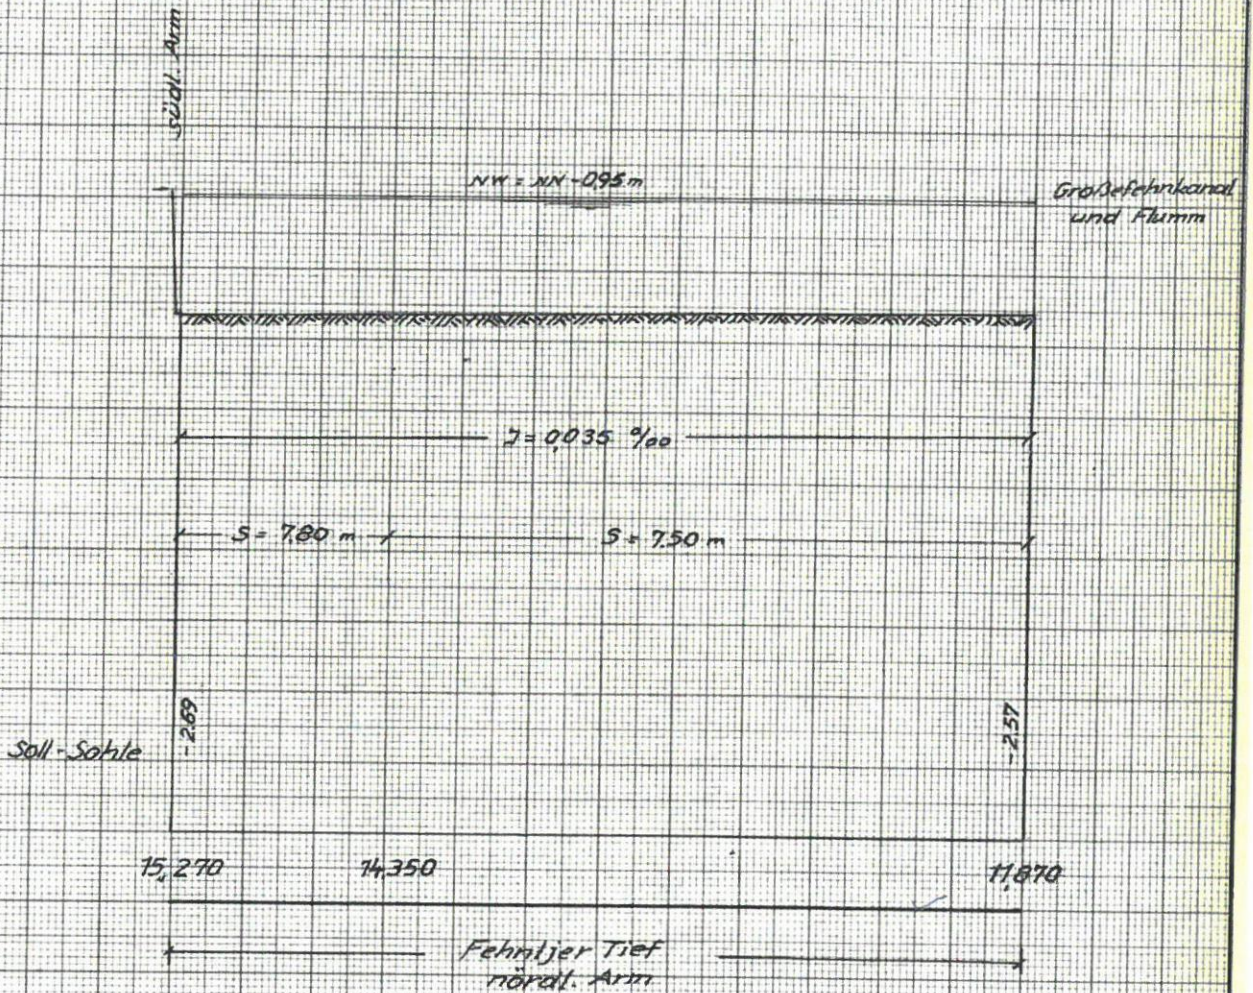 südl. Arm
NW = NN -0,95 m
Großefehnkanal
und Flumm
J = 0,035 ‰
S = 7,80 m
S = 7,50 m
-2,69
-2,57
Soll-Sohle
15,270
14,350
11,870
Fehntjer Tief
nördl. Arm